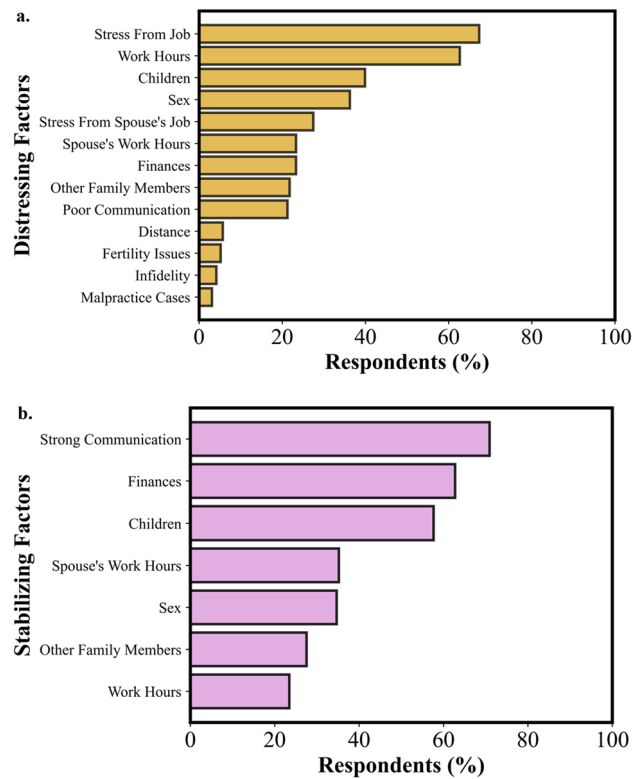 a.
Distressing Factors
Stress From Job
Work Hours
Children
Sex
Stress From Spouse's Job
Spouse's Work Hours
Finances
Other Family Members
Poor Communication
Distance
Fertility Issues
Infidelity
Malpractice Cases
0 20 40 60 80 100
Respondents (%)
b.
Stabilizing Factors
Strong Communication
Finances
Children
Spouse's Work Hours
Sex
Other Family Members
Work Hours
0 20 40 60 80 100
Respondents (%)